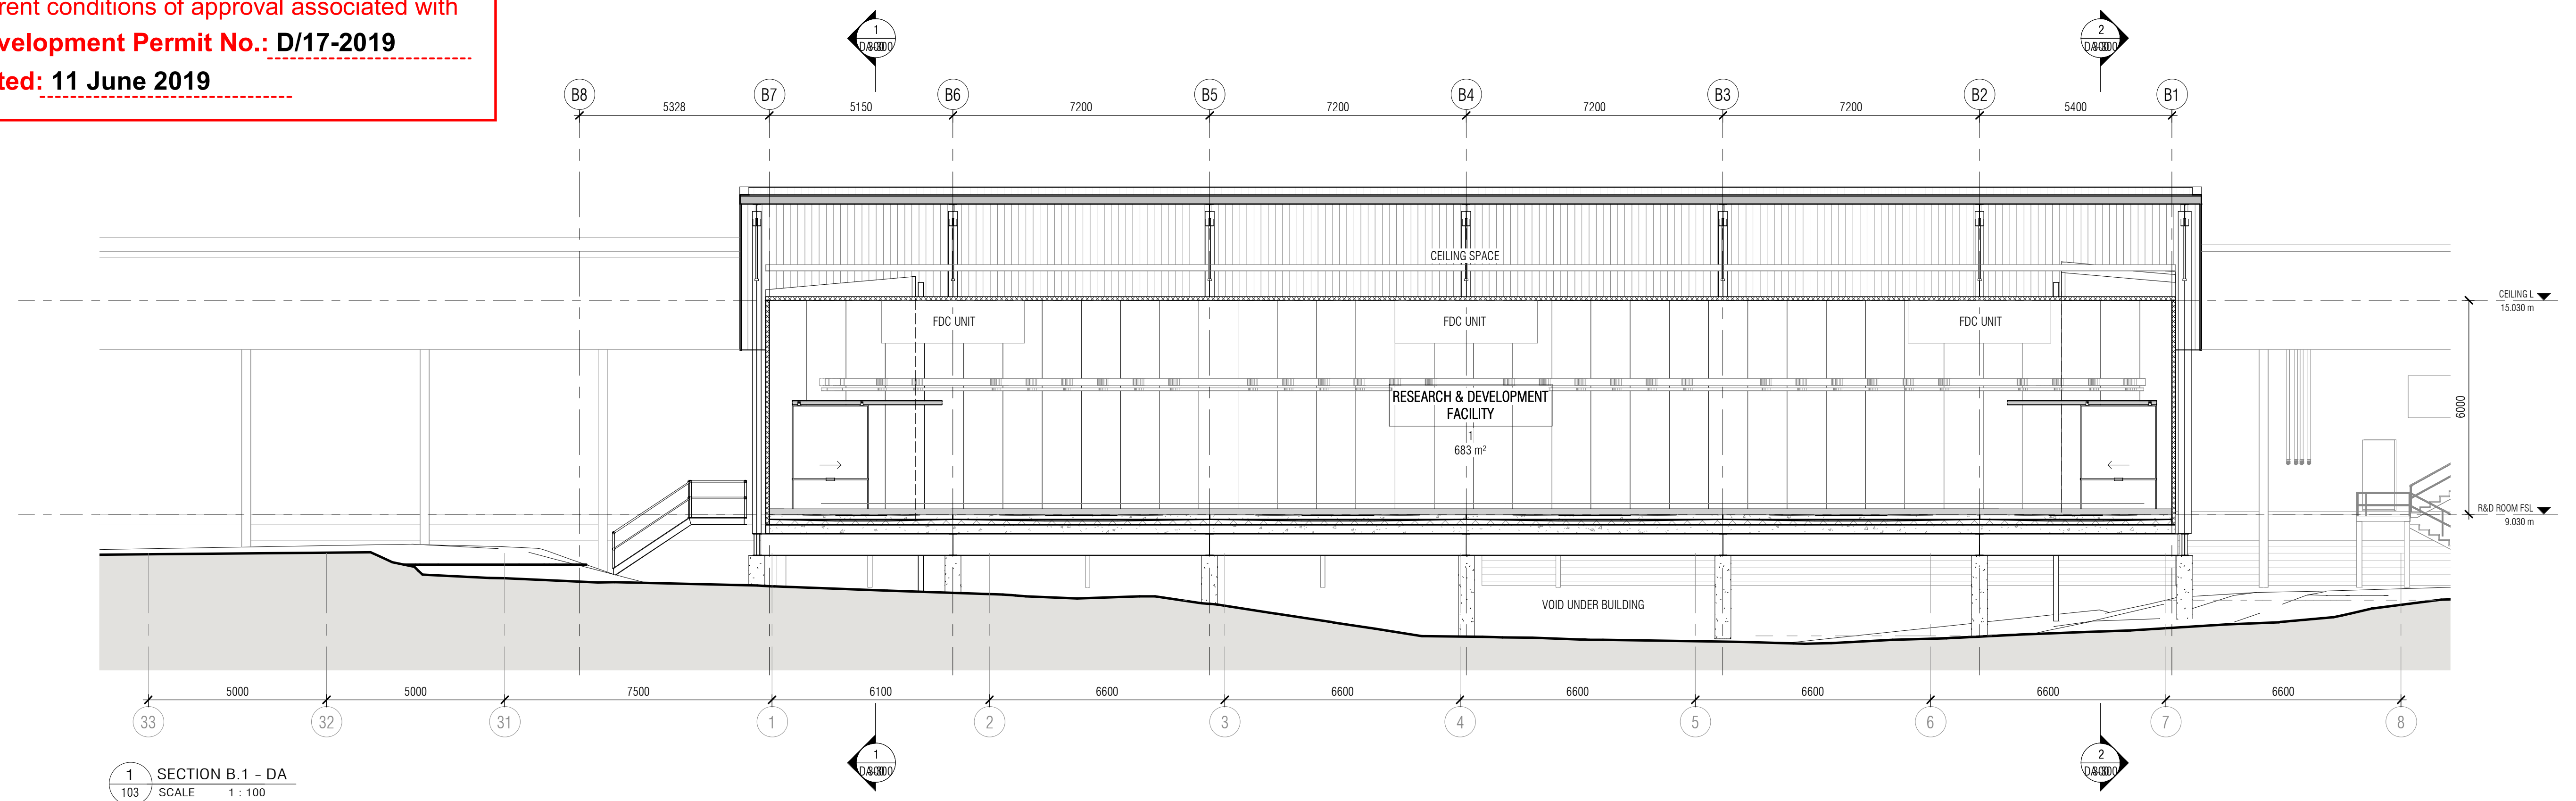 rent conditions of approval associated with
velopment Permit No.: D/17-2019
ted: 11 June 2019
1
2
B8 B7 B6 B5 B4 B3 B2 B1
5328 5150 7200 7200 7200 7200 5400
CEILING SPACE
CEILING L
15.030 m
FDC UNIT FDC UNIT FDC UNIT
RESEARCH & DEVELOPMENT
FACILITY
1
683 m²
6000
R&D ROOM FSL
9.030 m
VOID UNDER BUILDING
5000 5000 7500 6100 6600 6600 6600 6600 6600 6600
33 32 31 1 2 3 4 5 6 7 8
1
2
1
103
SECTION B.1 - DA
SCALE 1 : 100